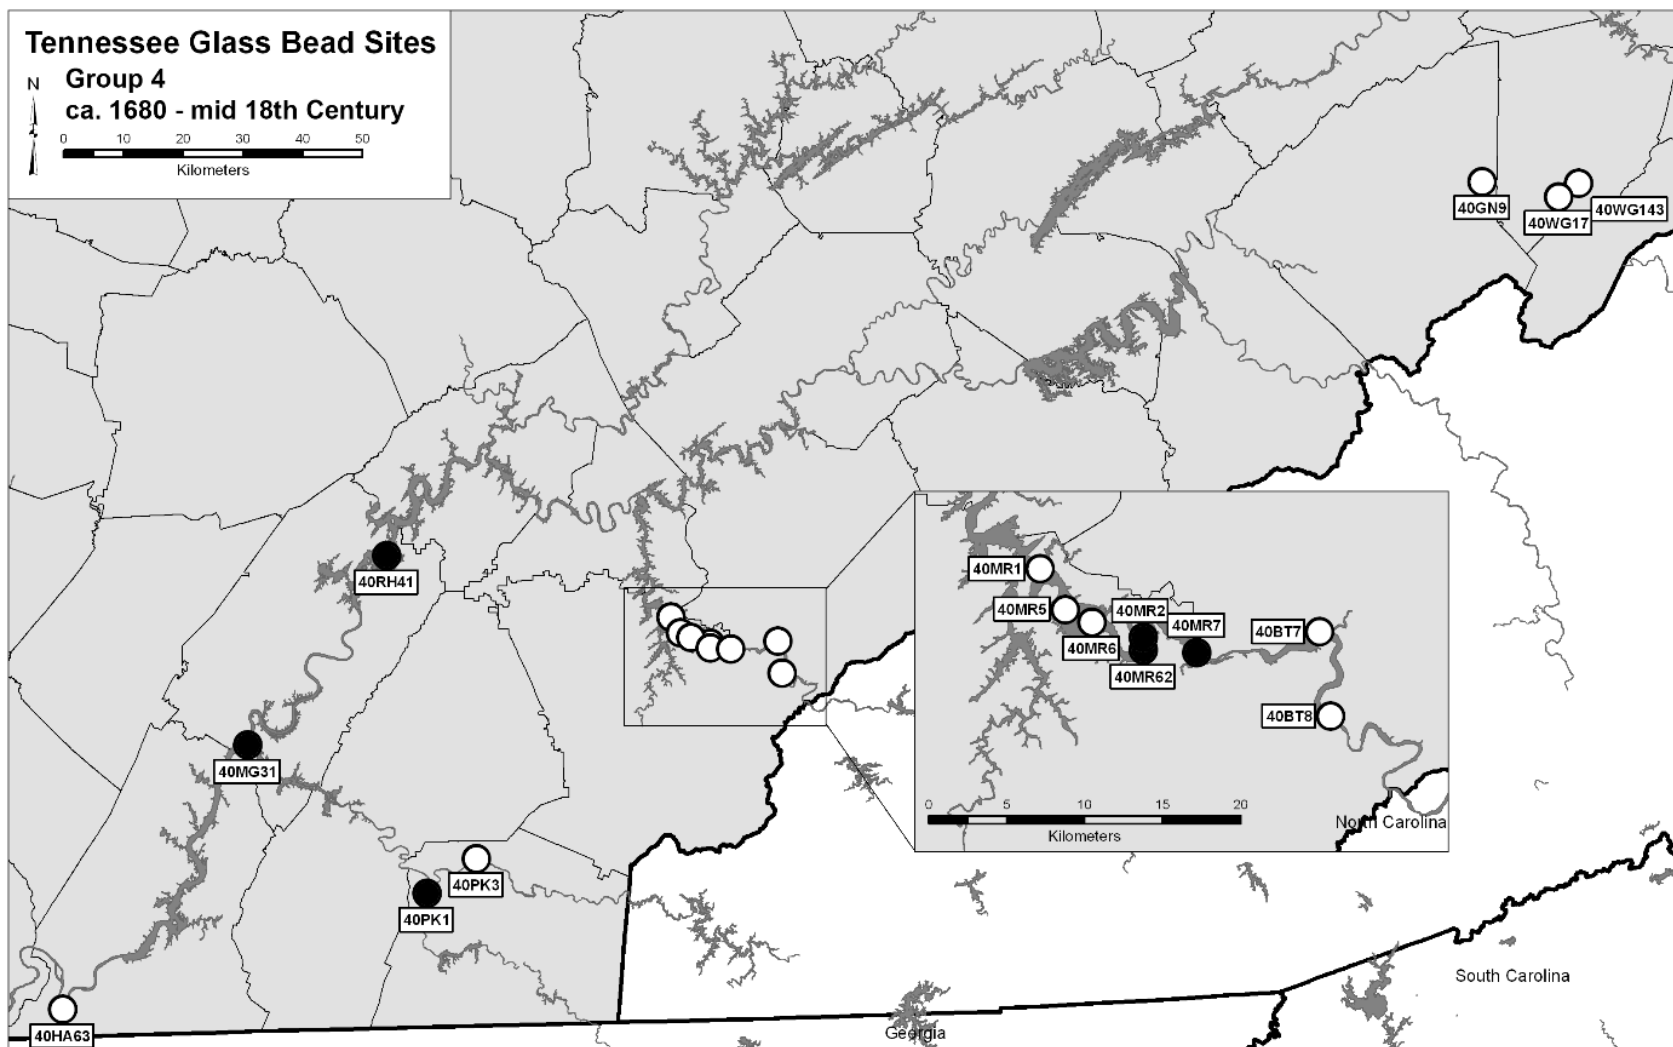 Tennessee Glass Bead Sites
Group 4
N
ca. 1680 - mid 18th Century
0 10 20 30 40 50
Kilometers
40GN9
40WG17
40WG143
40RH41
40MR1
40MR5
40MR2
40MR7
40MR6
40MR62
40BT7
40BT8
40MG31
0 5 10 15 20
Kilometers
North Carolina
40PK3
40PK1
South Carolina
40HA63
Georgia